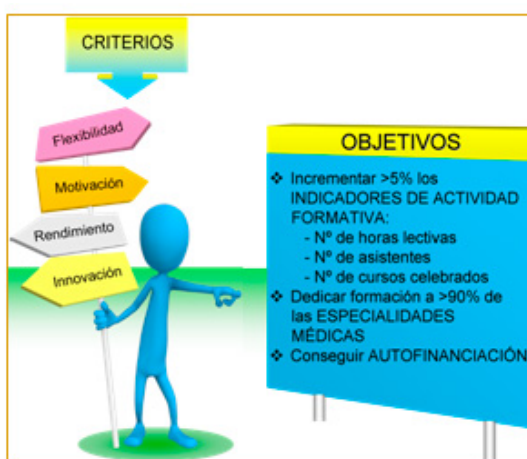 CRITERIOS
Flexibilidad
Motivación
Rendimiento
Innovación
OBJETIVOS
❖ Incrementar >5% los
INDICADORES DE ACTIVIDAD
FORMATIVA:
- Nº de horas lectivas
- Nº de asistentes
- Nº de cursos celebrados
❖ Dedicar formación a >90% de
las ESPECIALIDADES
MÉDICAS
❖ Conseguir AUTOFINANCIACIÓN